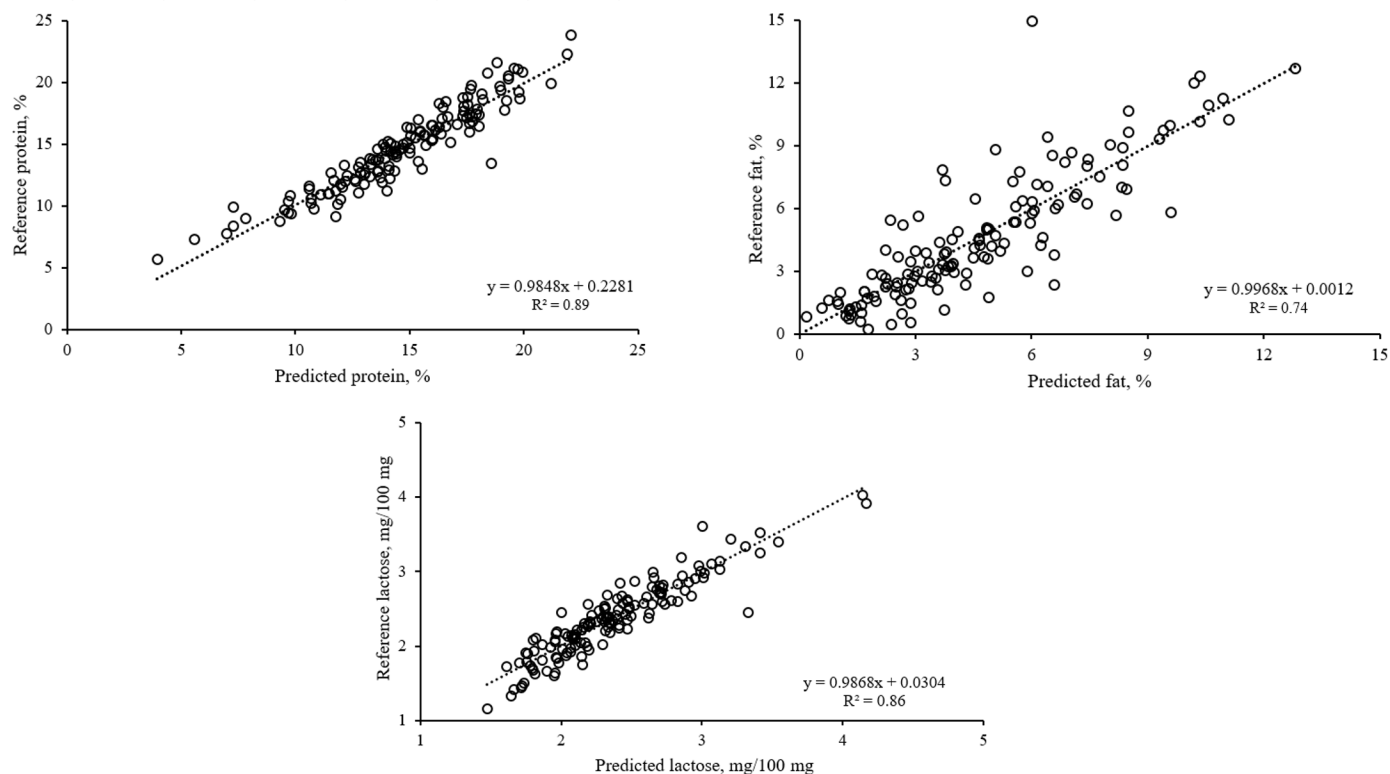 25
20
15
10
5
0
Reference protein, %
y = 0.9848x + 0.2281
R² = 0.89
0 5 10 15 20 25
Predicted protein, %
15
12
9
6
3
0
Reference fat, %
y = 0.9968x + 0.0012
R² = 0.74
0 3 6 9 12 15
Predicted fat, %
5
4
3
2
1
Reference lactose, mg/100 mg
y = 0.9868x + 0.0304
R² = 0.86
1 2 3 4 5
Predicted lactose, mg/100 mg